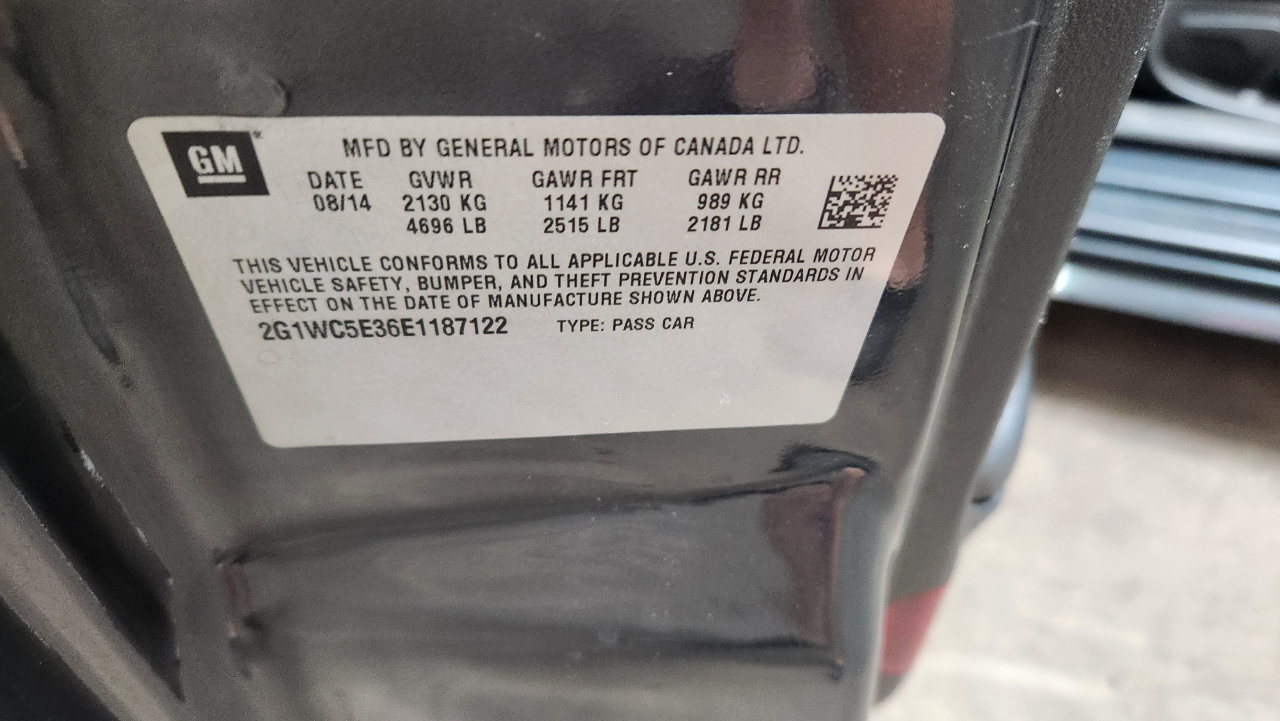 GM
MFD BY GENERAL MOTORS OF CANADA LTD.
DATE GVWR GAWR FRT GAWR RR
08/14 2130 KG 1141 KG 989 KG
4696 LB 2515 LB 2181 LB
THIS VEHICLE CONFORMS TO ALL APPLICABLE U.S. FEDERAL MOTOR
VEHICLE SAFETY, BUMPER, AND THEFT PREVENTION STANDARDS IN
EFFECT ON THE DATE OF MANUFACTURE SHOWN ABOVE.
2G1WC5E36E1187122 TYPE: PASS CAR